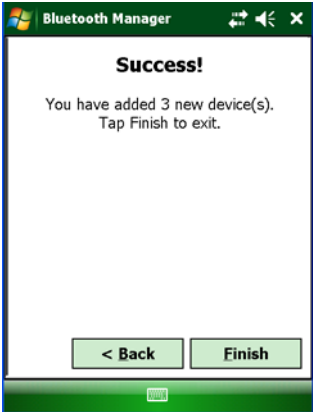 Bluetooth Manager
Success!
You have added 3 new device(s).
Tap Finish to exit.
< Back
Finish